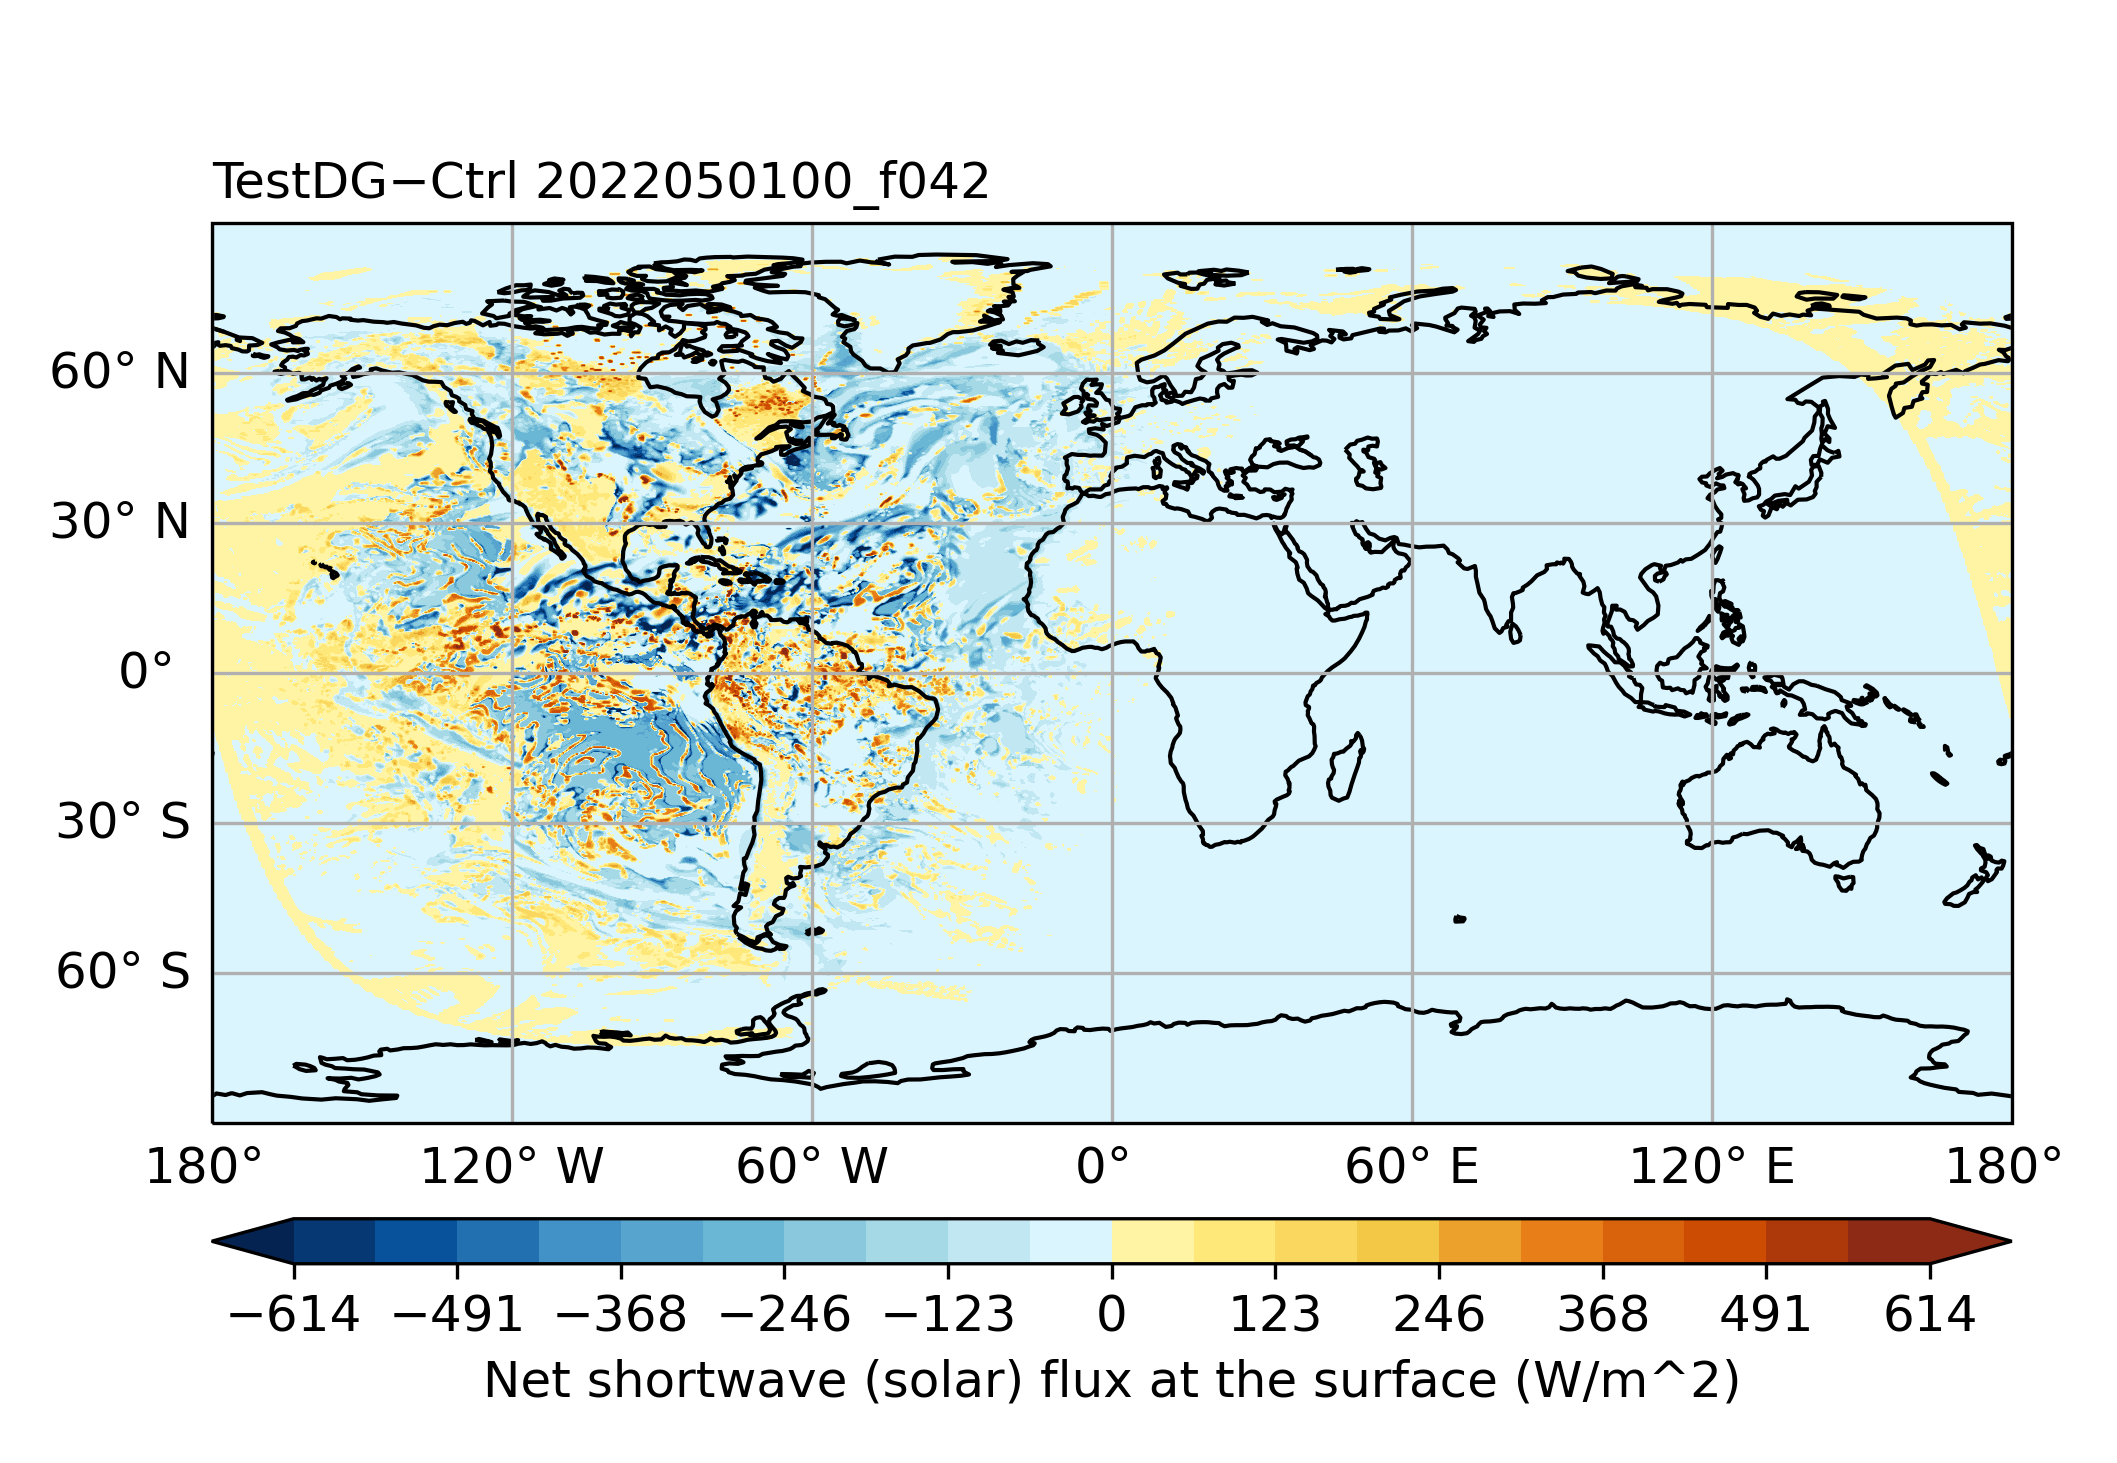 TestDG−Ctrl 2022050100_f042
60° N
30° N
0°
30° S
60° S
180° 120° W 60° W 0° 60° E 120° E 180°
−614 −491 −368 −246 −123 0 123 246 368 491 614
Net shortwave (solar) flux at the surface (W/m^2)